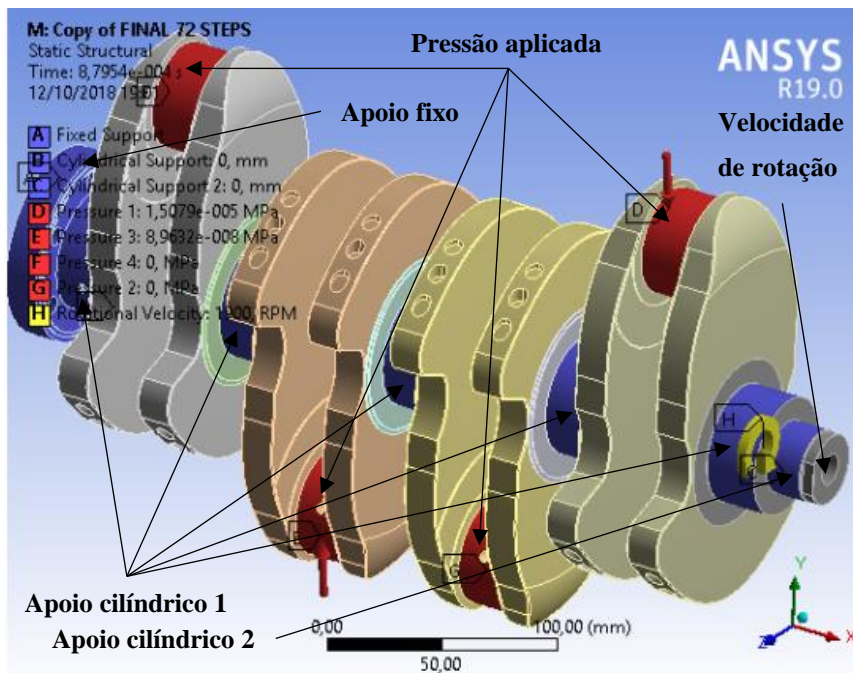 M: Copy of FINAL 72 STEPS
Static Structural
Time: 8,7954e-004 s
12/10/2018 19:01
Pressão aplicada
ANSYS
R19.0
Apoio fixo
Velocidade
de rotação
A Fixed Support
B Cylindrical Support: 0, mm
C Cylindrical Support 2: 0, mm
D Pressure 1: 1,5079e-005 MPa
E Pressure 3: 8,9632e-008 MPa
F Pressure 4: 0, MPa
G Pressure 2: 0, MPa
H Rotational Velocity: RPM
D
H
G
Apoio cilíndrico 1
Apoio cilíndrico 2
0,00
100,00 (mm)
50,00
Y
X
Z